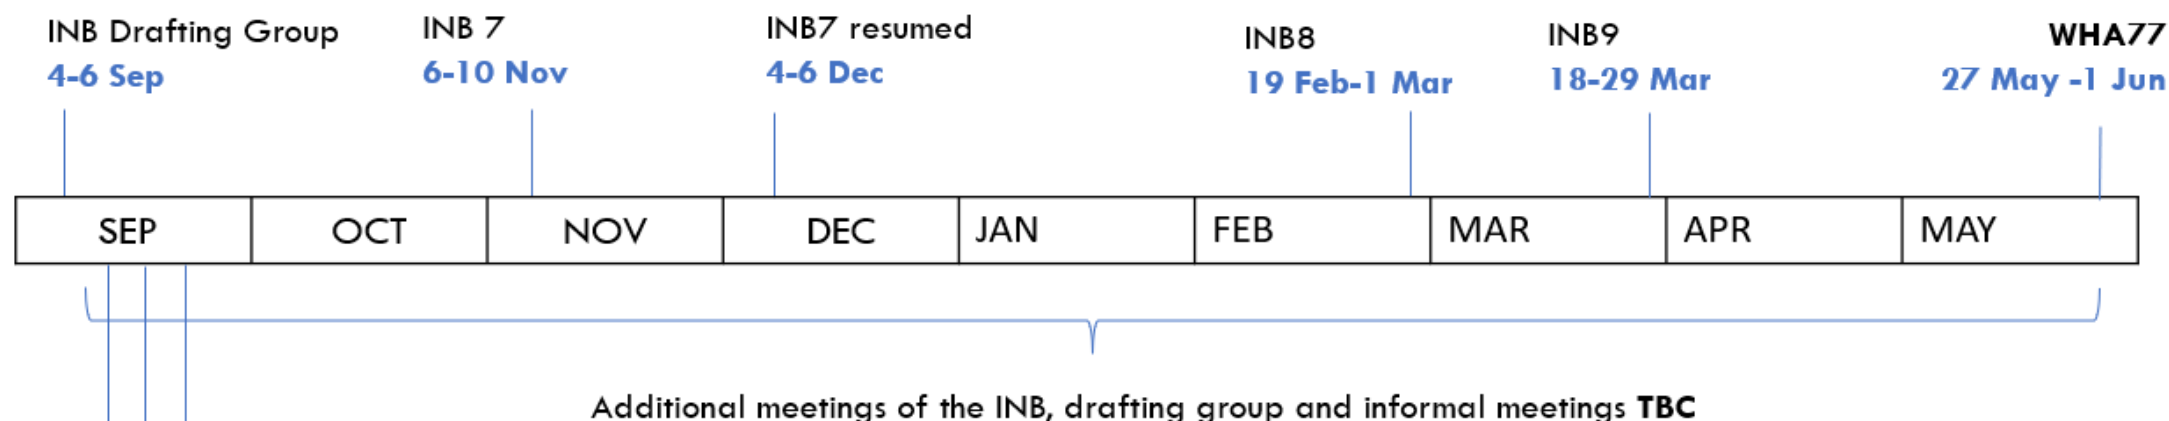 INB Drafting Group
4-6 Sep
INB 7
6-10 Nov
INB7 resumed
4-6 Dec
INB8
19 Feb-1 Mar
INB9
18-29 Mar
WHA77
27 May -1 Jun
SEP
OCT
NOV
DEC
JAN
FEB
MAR
APR
MAY
Additional meetings of the INB, drafting group and informal meetings TBC